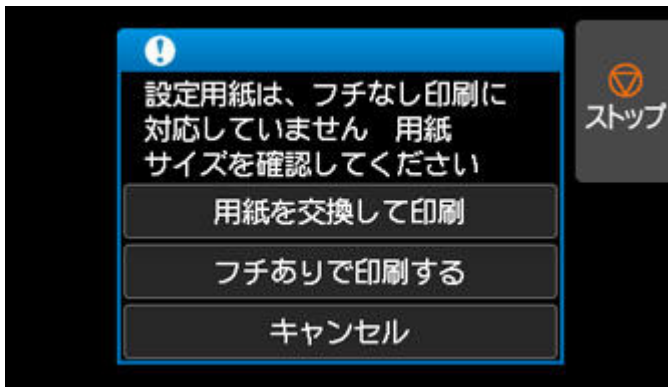 設定用紙は、フチなし印刷に
対応していません　用紙
サイズを確認してください
ストップ
用紙を交換して印刷
フチありで印刷する
キャンセル